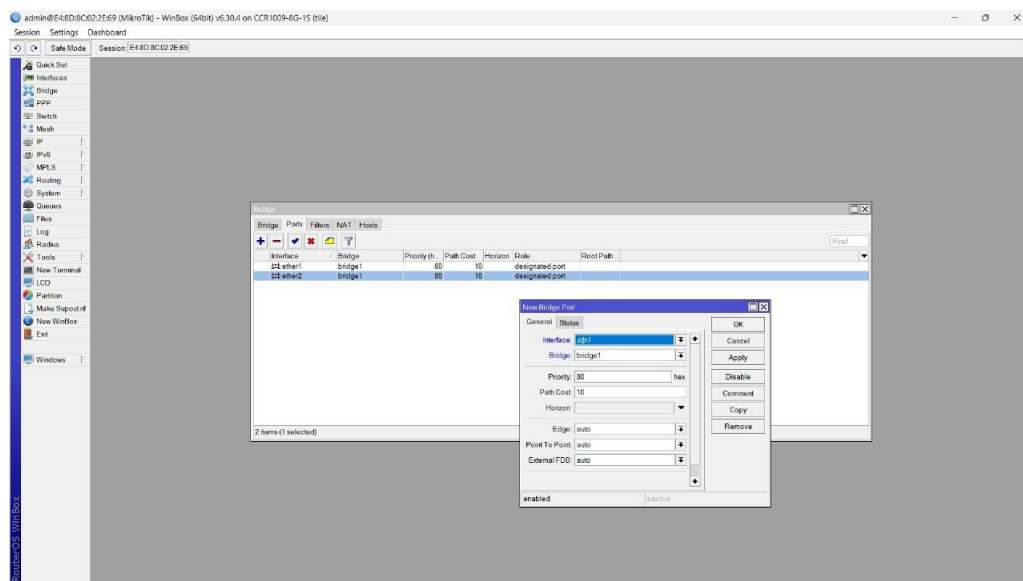 admin@E4:8D:8C:02:2E:69 (MikroTik) - WinBox (64bit) v6.30.4 on CCR1009-8G-1S (tile)
Session Settings Dashboard
Safe Mode Session: E4:8D:8C:02:2E:69
Quick Set
Interfaces
Bridge
PPP
Switch
Mesh
IP
IPv6
MPLS
Routing
System
Queues
Files
Log
Radius
Tools
New Terminal
LCD
Partition
Make Supout.rif
New WinBox
Exit
Windows
RouterOS WinBox
Bridge
Bridge Ports Filters NAT Hosts
Find
Interface Bridge Priority (h... Path Cost Horizon Role Root Path...
ether1 bridge1 80 10 designated port
ether2 bridge1 80 10 designated port
2 items (1 selected)
New Bridge Port
General Status
Interface: sfp1
Bridge: bridge1
Priority: 80 hex
Path Cost: 10
Horizon:
Edge: auto
Point To Point: auto
External FDB: auto
enabled inactive
OK
Cancel
Apply
Disable
Comment
Copy
Remove